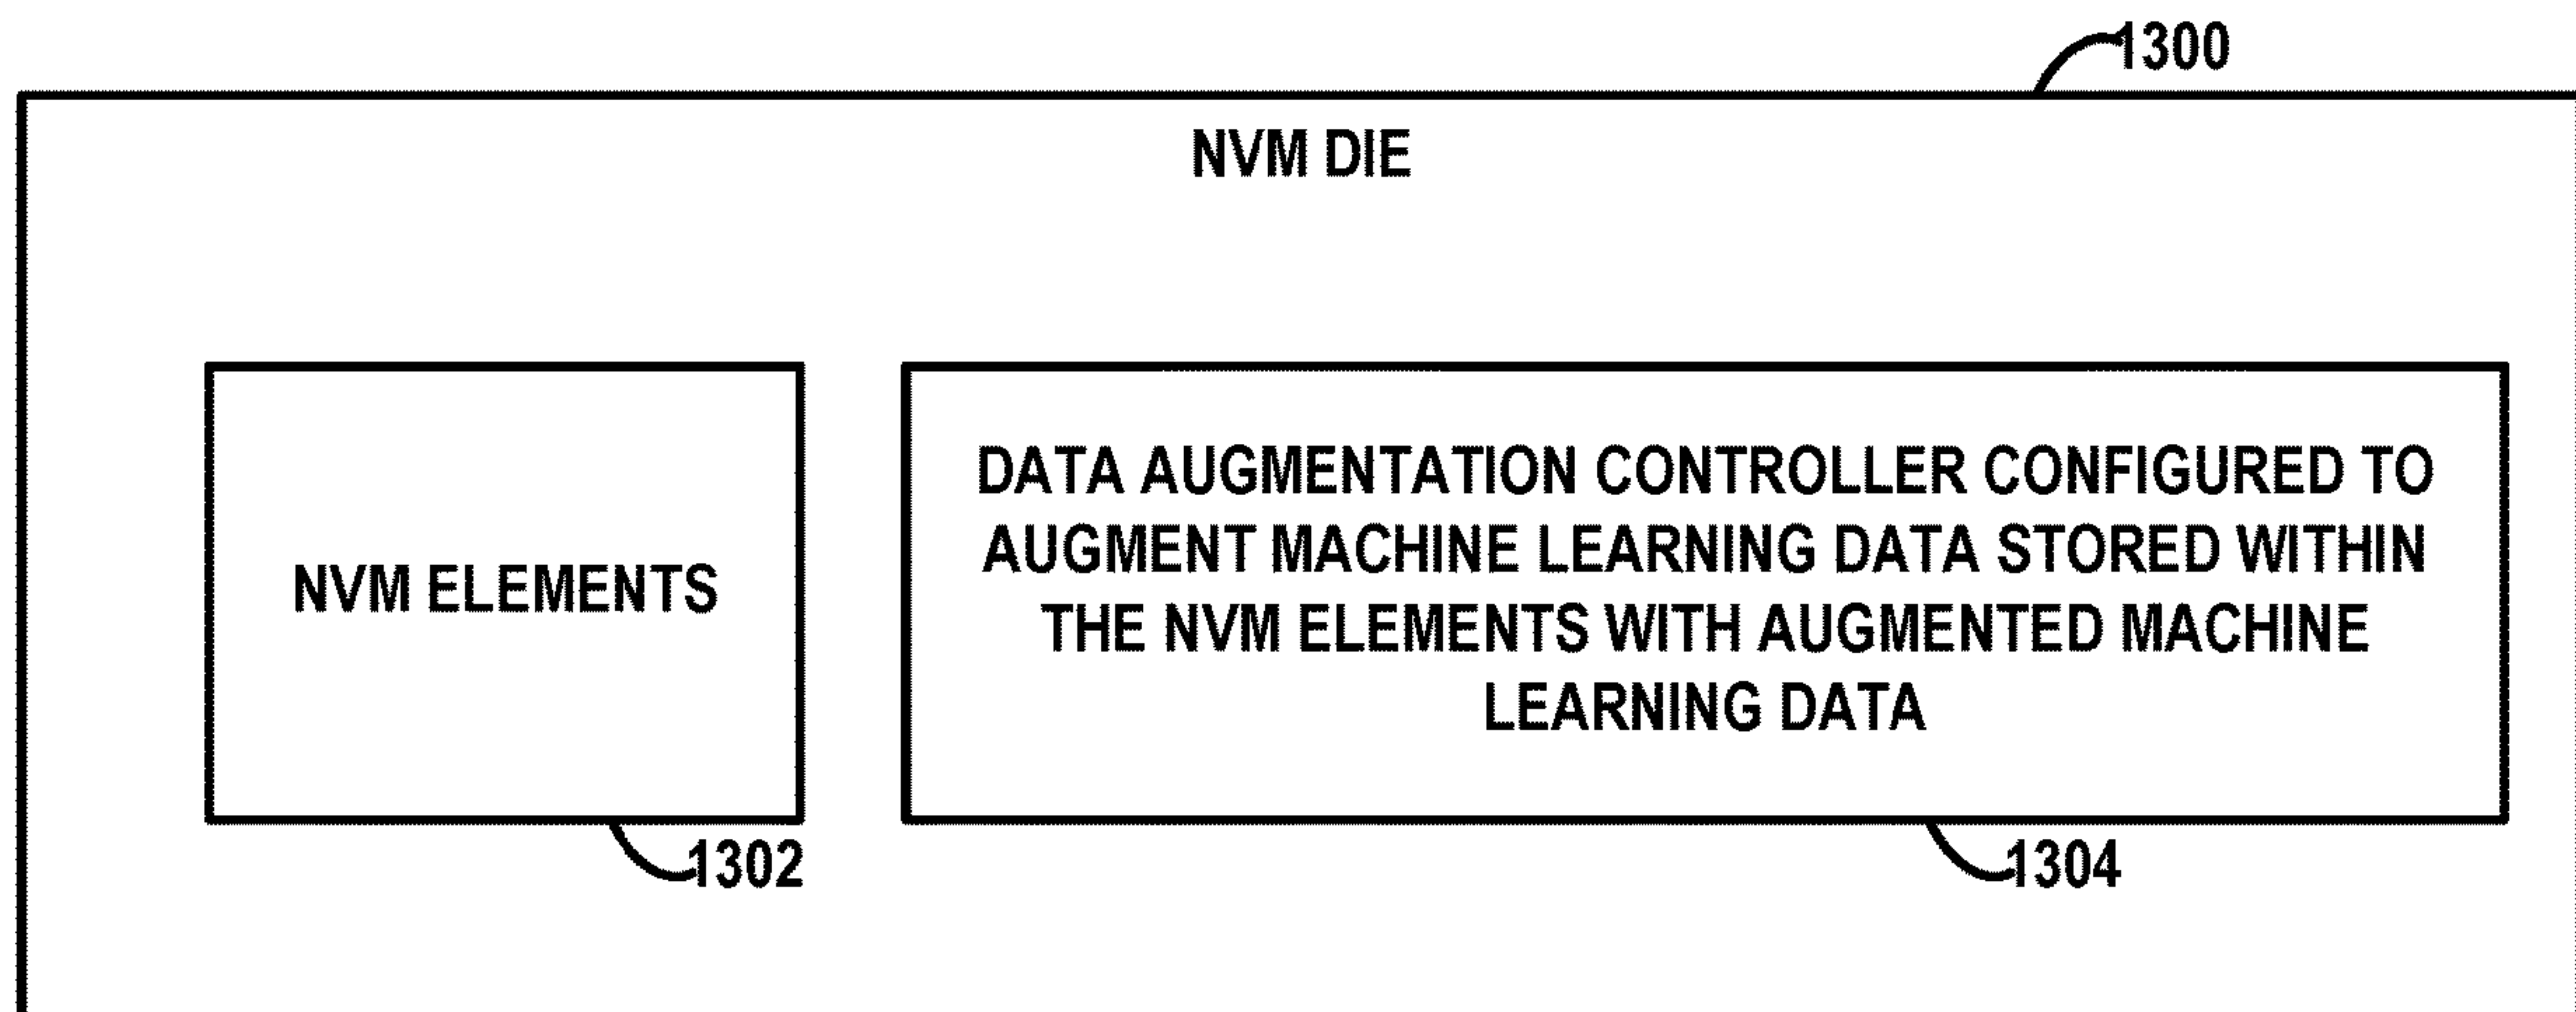 1300
NVM DIE
NVM ELEMENTS
DATA AUGMENTATION CONTROLLER CONFIGURED TO
AUGMENT MACHINE LEARNING DATA STORED WITHIN
THE NVM ELEMENTS WITH AUGMENTED MACHINE
LEARNING DATA
1302
1304